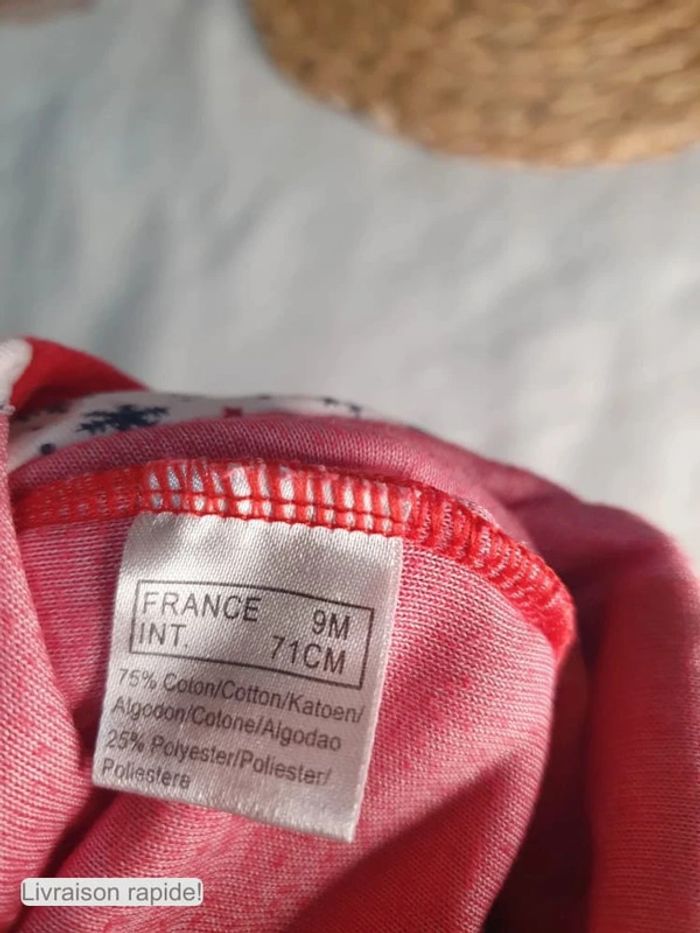 FRANCE 9M
INT. 71CM
75% Coton/Cotton/Katoen/
Algodon/Cotone/Algodao
25% Polyester/Poliester/
Poliestere
Livraison rapide!